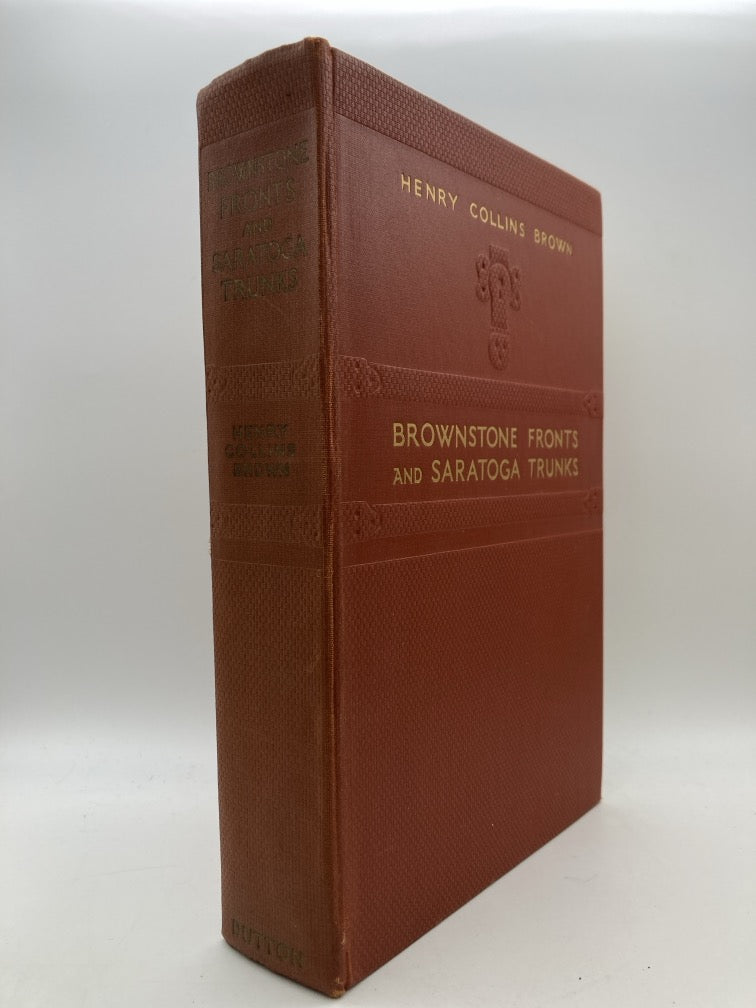 BROWNSTONE
FRONTS
AND
SARATOGA
TRUNKS
HENRY
COLLINS
BROWN
DUTTON
HENRY COLLINS BROWN
BROWNSTONE FRONTS
AND SARATOGA TRUNKS